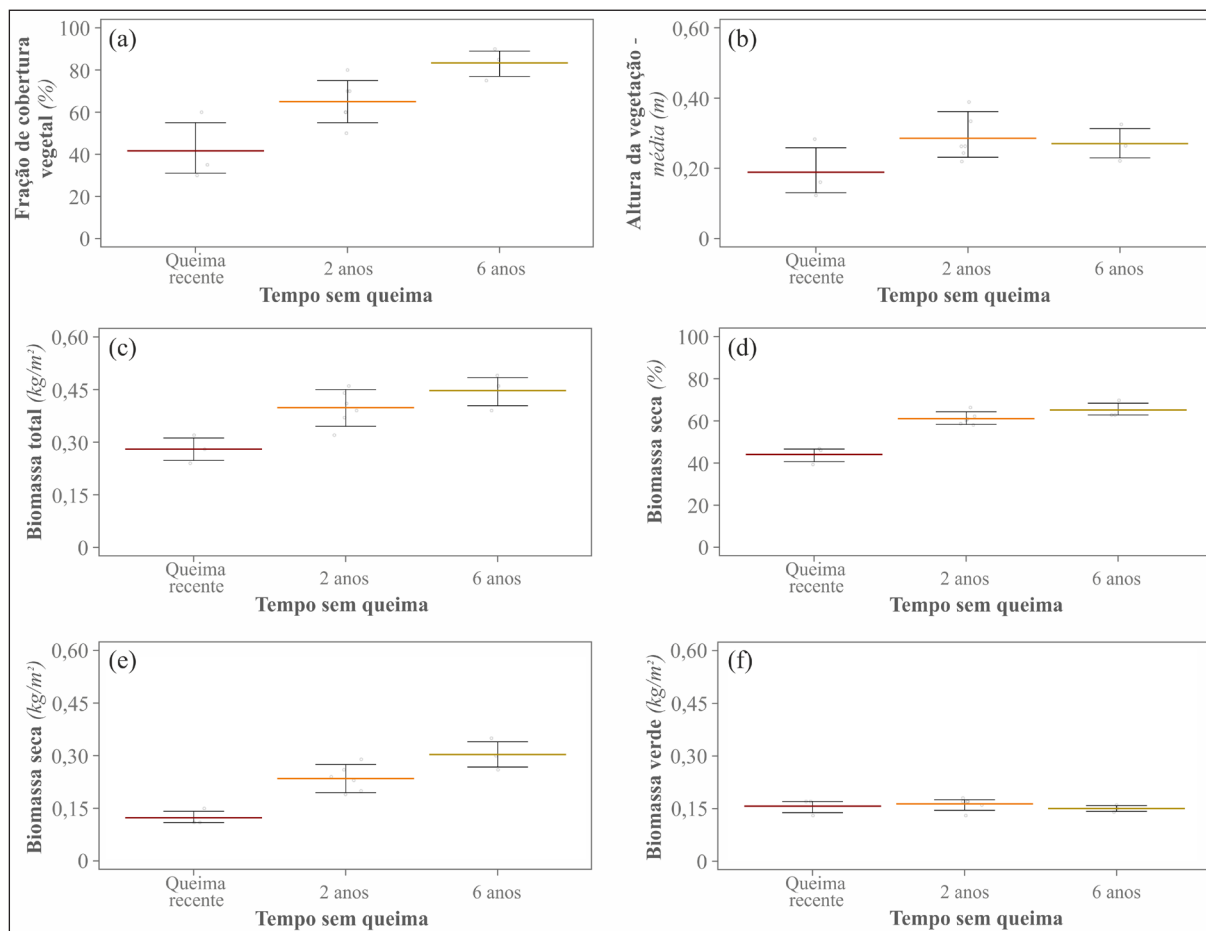 (a)
Fração de cobertura
vegetal (%)
100
80
60
40
20
0
Queima
recente
2 anos
6 anos
Tempo sem queima
(b)
Altura da vegetação -
média (m)
0,60
0,40
0,20
0
Queima
recente
2 anos
6 anos
Tempo sem queima
(c)
Biomassa total (kg/m²)
0,60
0,45
0,30
0,15
0
Queima
recente
2 anos
6 anos
Tempo sem queima
(d)
Biomassa seca (%)
100
80
60
40
20
0
Queima
recente
2 anos
6 anos
Tempo sem queima
(e)
Biomassa seca (kg/m²)
0,60
0,45
0,30
0,15
0
Queima
recente
2 anos
6 anos
Tempo sem queima
(f)
Biomassa verde (kg/m²)
0,60
0,45
0,30
0,15
0
Queima
recente
2 anos
6 anos
Tempo sem queima